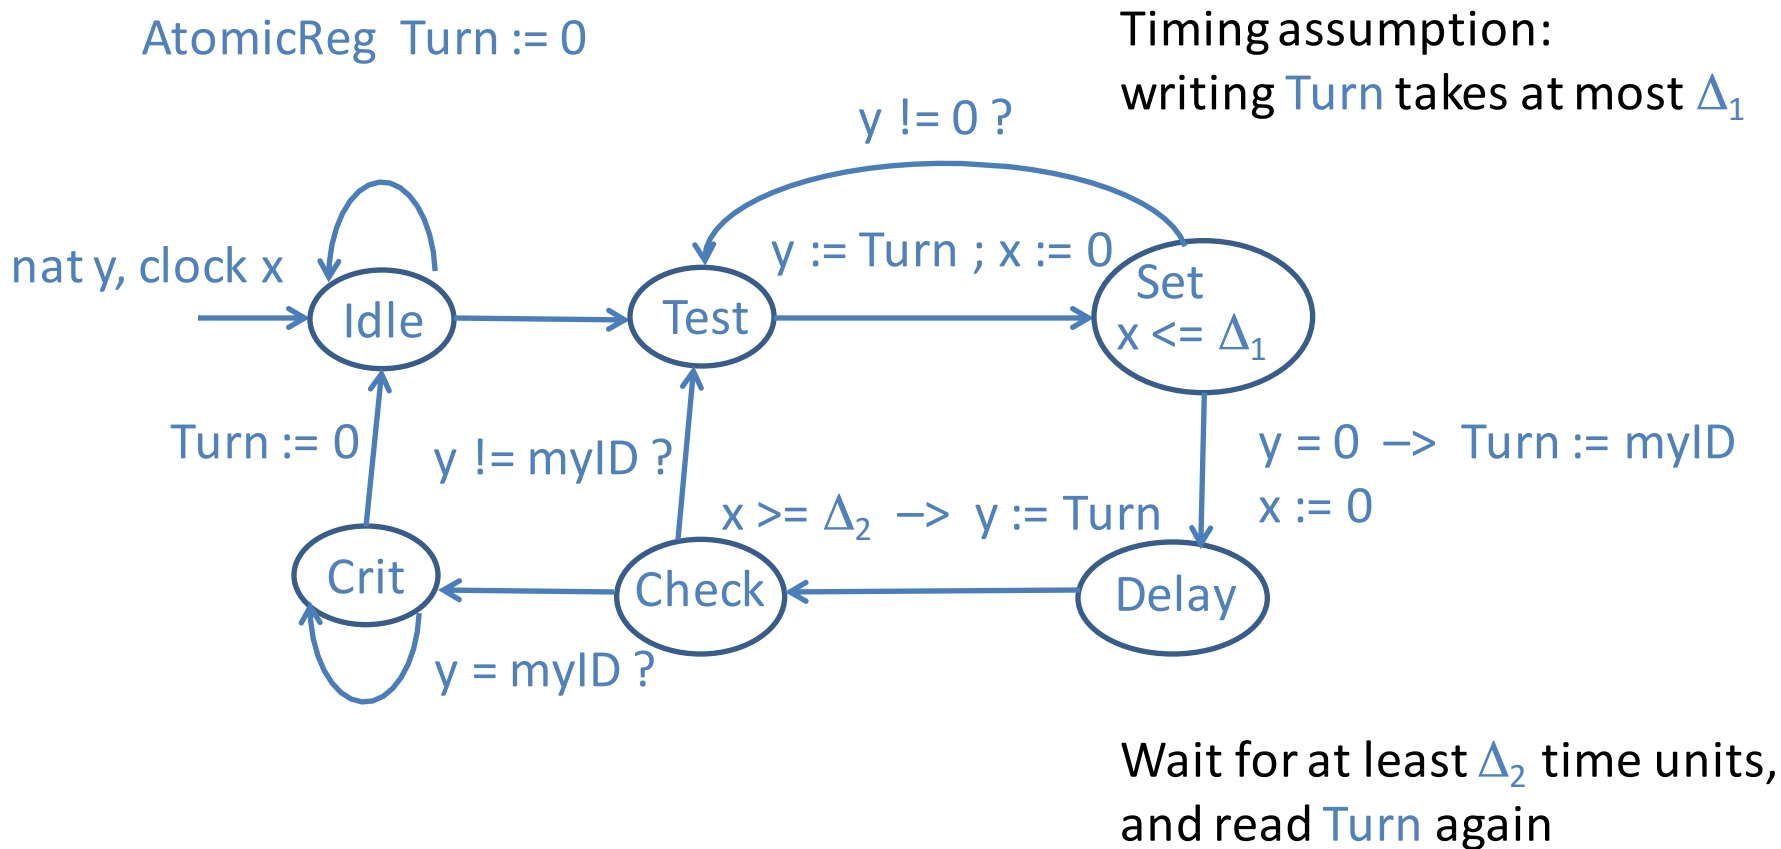 AtomicReg Turn := 0
Timing assumption:
writing Turn takes at most Δ₁
y != 0 ?
nat y, clock x
y := Turn ; x := 0
Idle
Test
Set
x <= Δ₁
Turn := 0
y != myID ?
y = 0 –> Turn := myID
x := 0
x >= Δ₂ –> y := Turn
Crit
Check
Delay
y = myID ?
Wait for at least Δ₂ time units,
and read Turn again